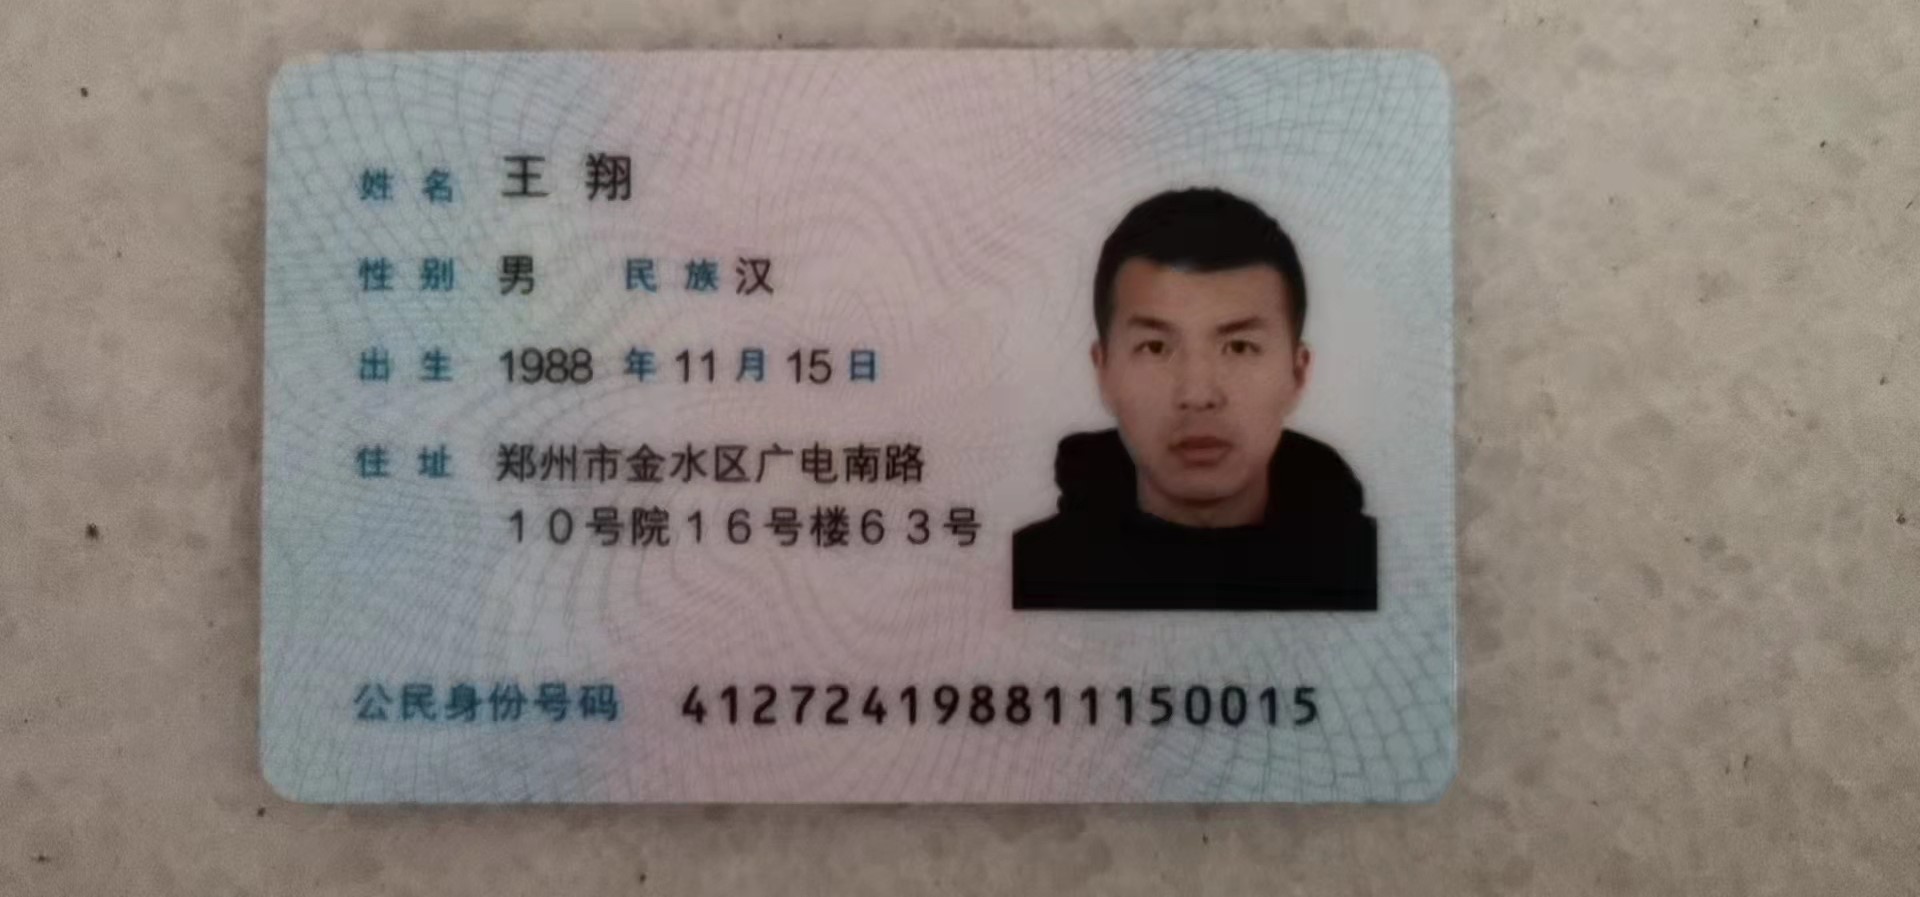 姓名 王翔
性别 男 民族 汉
出生 1988 年 11 月 15 日
住址 郑州市金水区广电南路
10号院16号楼63号
公民身份号码 412724198811150015